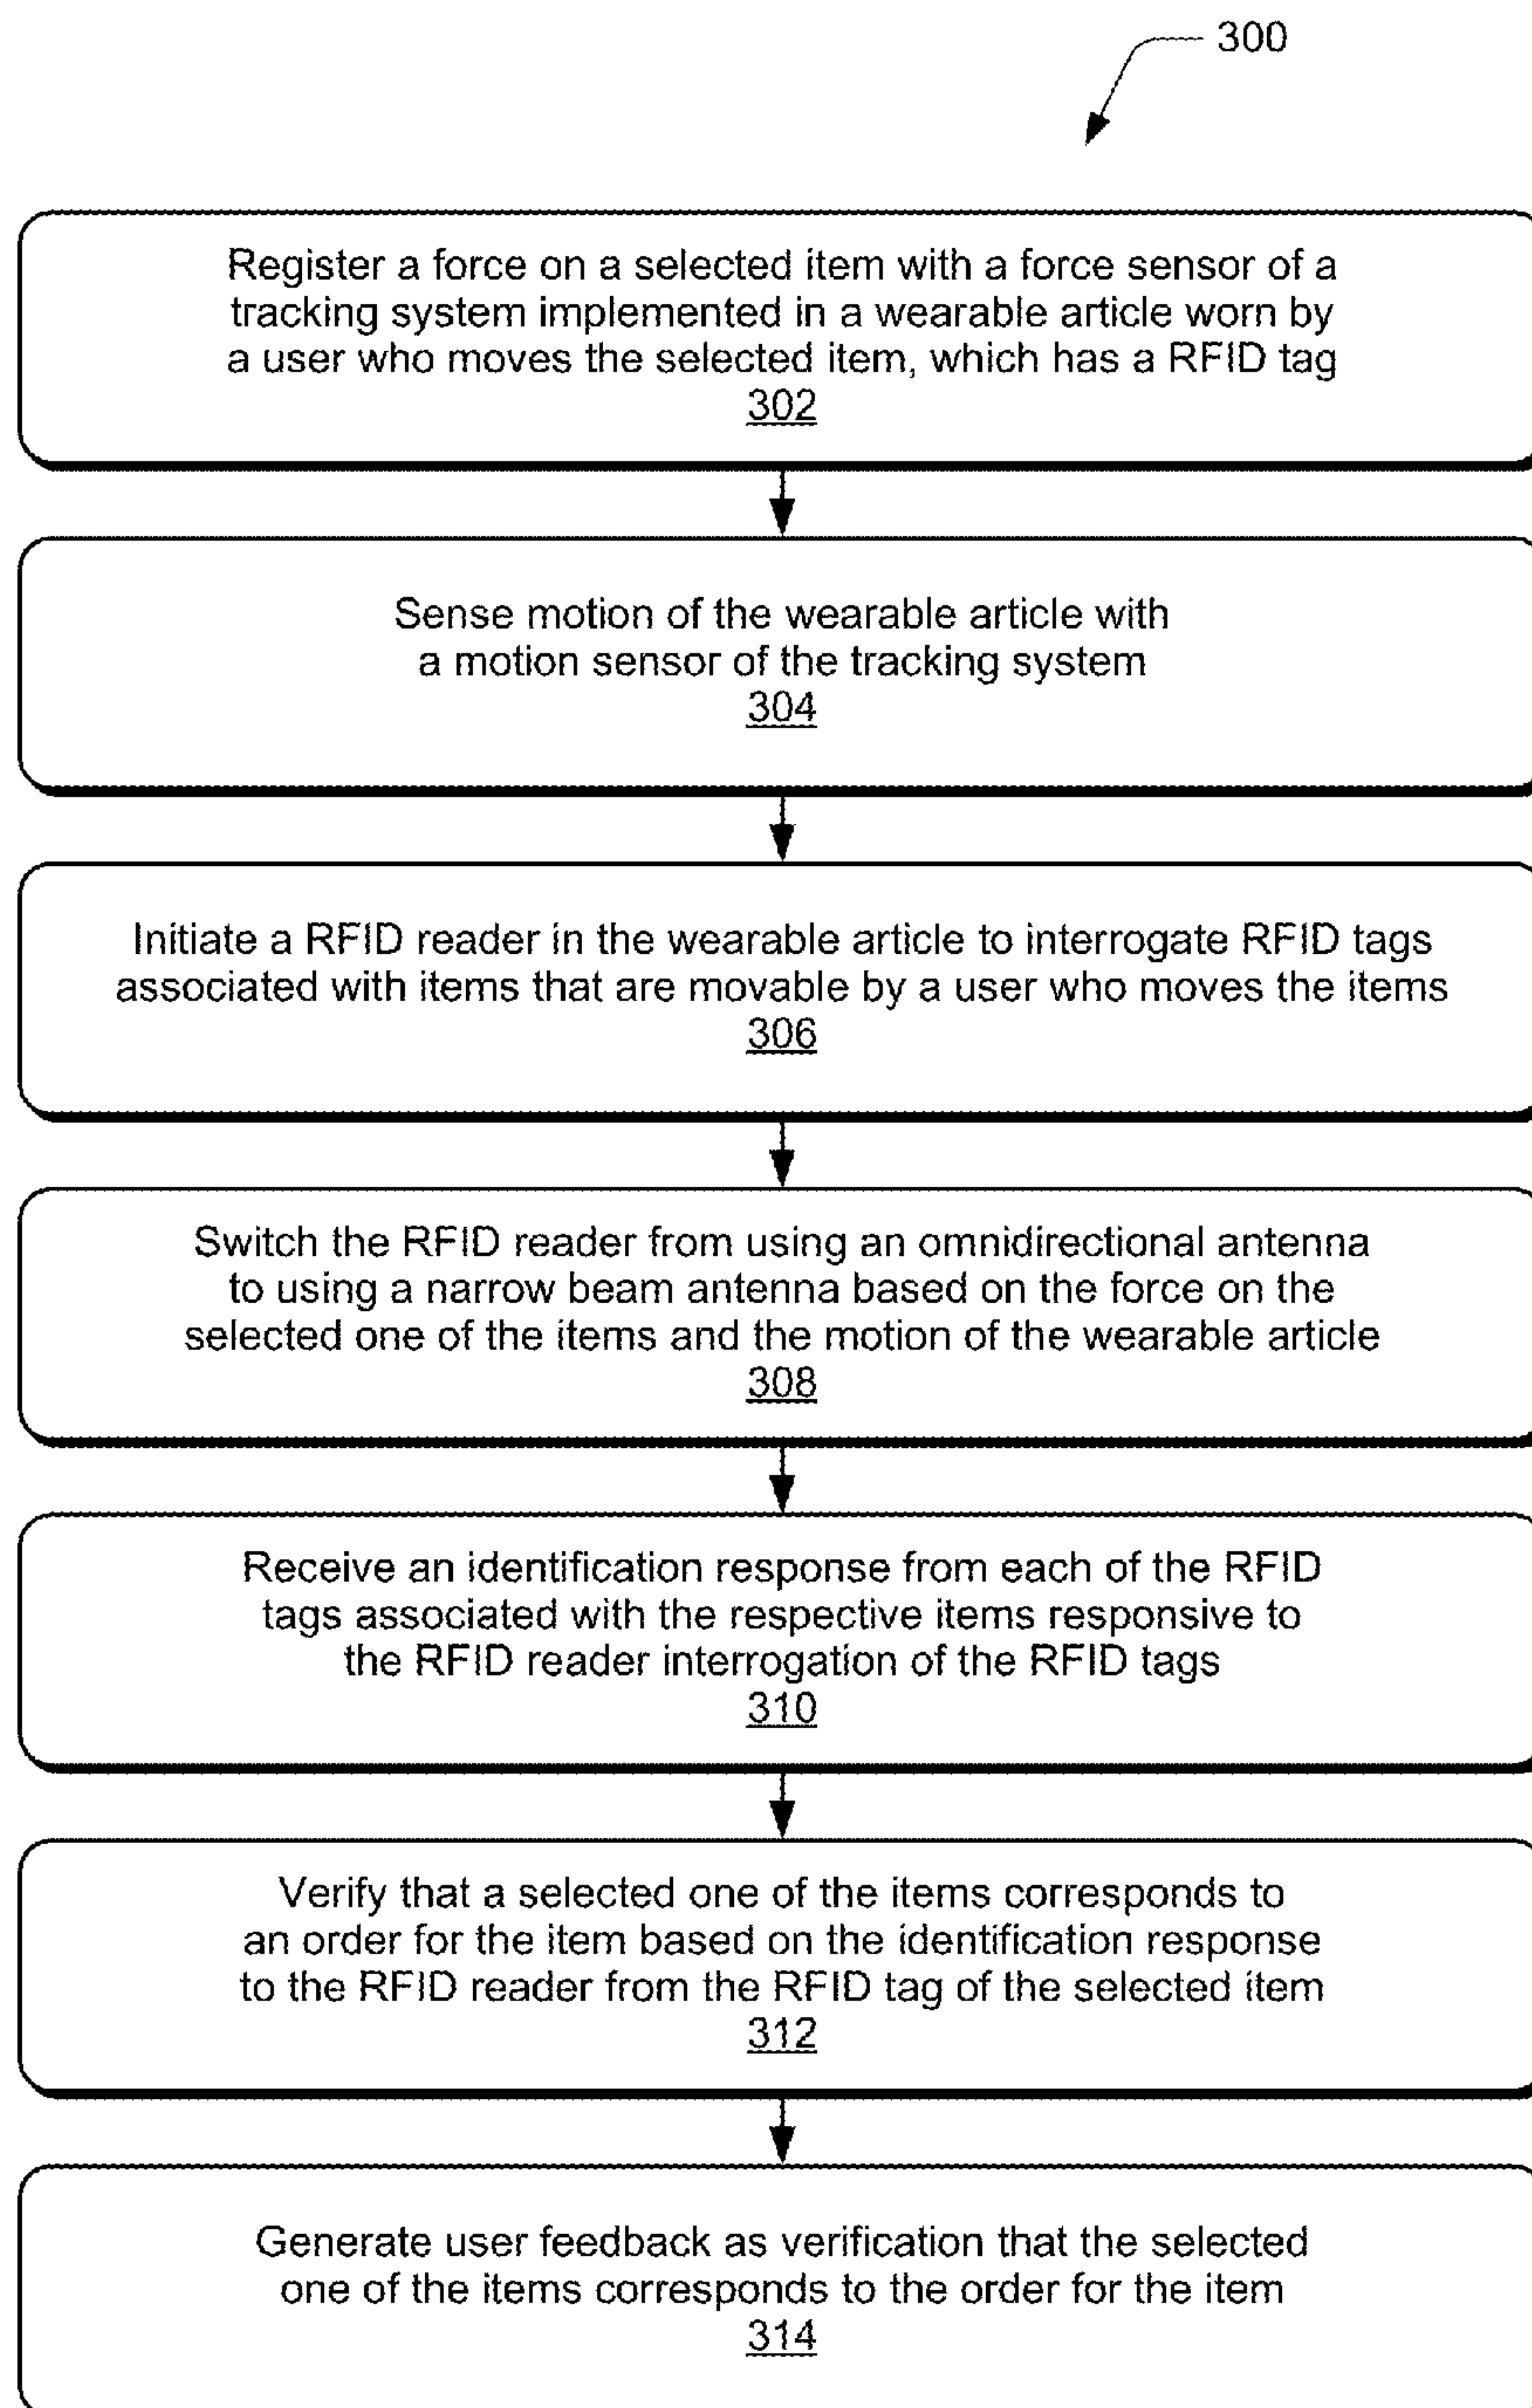 300
Register a force on a selected item with a force sensor of a
tracking system implemented in a wearable article worn by
a user who moves the selected item, which has a RFID tag
302
Sense motion of the wearable article with
a motion sensor of the tracking system
304
Initiate a RFID reader in the wearable article to interrogate RFID tags
associated with items that are movable by a user who moves the items
306
Switch the RFID reader from using an omnidirectional antenna
to using a narrow beam antenna based on the force on the
selected one of the items and the motion of the wearable article
308
Receive an identification response from each of the RFID
tags associated with the respective items responsive to
the RFID reader interrogation of the RFID tags
310
Verify that a selected one of the items corresponds to
an order for the item based on the identification response
to the RFID reader from the RFID tag of the selected item
312
Generate user feedback as verification that the selected
one of the items corresponds to the order for the item
314